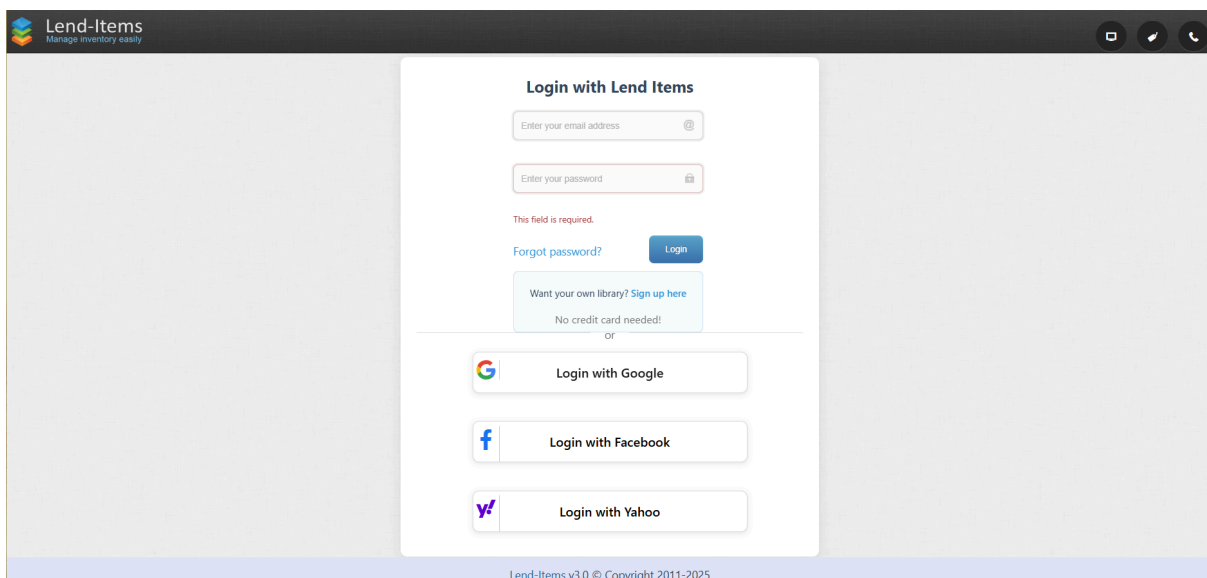 Lend-Items
Manage inventory easily
Login with Lend Items
Enter your email address @
Enter your password
This field is required.
Forgot password? Login
Want your own library? Sign up here
No credit card needed!
or
Login with Google
Login with Facebook
y! Login with Yahoo
Lend-Items v3.0 © Copyright 2011-2025